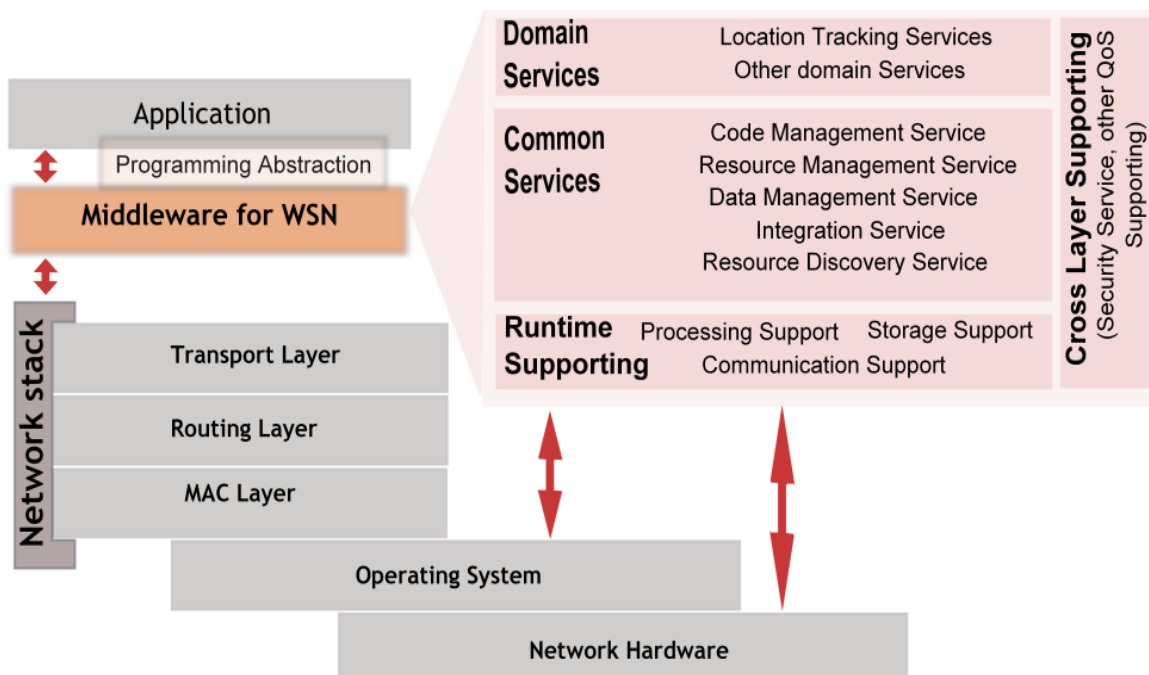 Application
Programming Abstraction
Middleware for WSN
Network stack
Transport Layer
Routing Layer
MAC Layer
Operating System
Network Hardware
Domain
Services
Location Tracking Services
Other domain Services
Common
Services
Code Management Service
Resource Management Service
Data Management Service
Integration Service
Resource Discovery Service
Runtime
Supporting
Processing Support
Storage Support
Communication Support
Cross Layer Supporting
(Security Service, other QoS
Supporting)